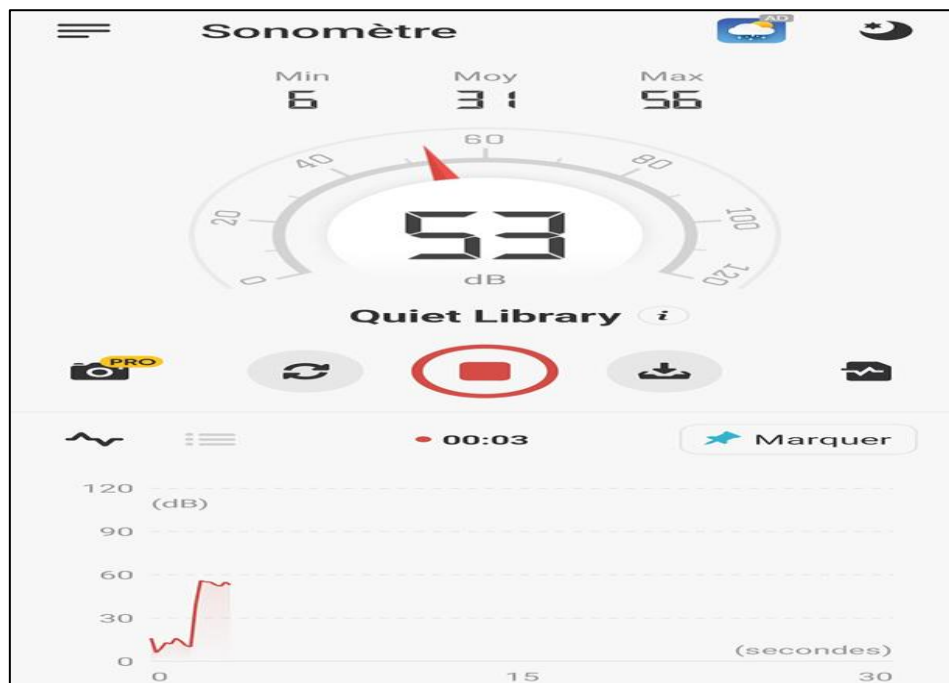 Sonomètre
AD
Min Moy Max
6 31 56
0 20 40 60 80 100 120
53
dB
Quiet Library i
PRO
00:03 Marquer
120
(dB)
90
60
30
(secondes)
0
0 15 30